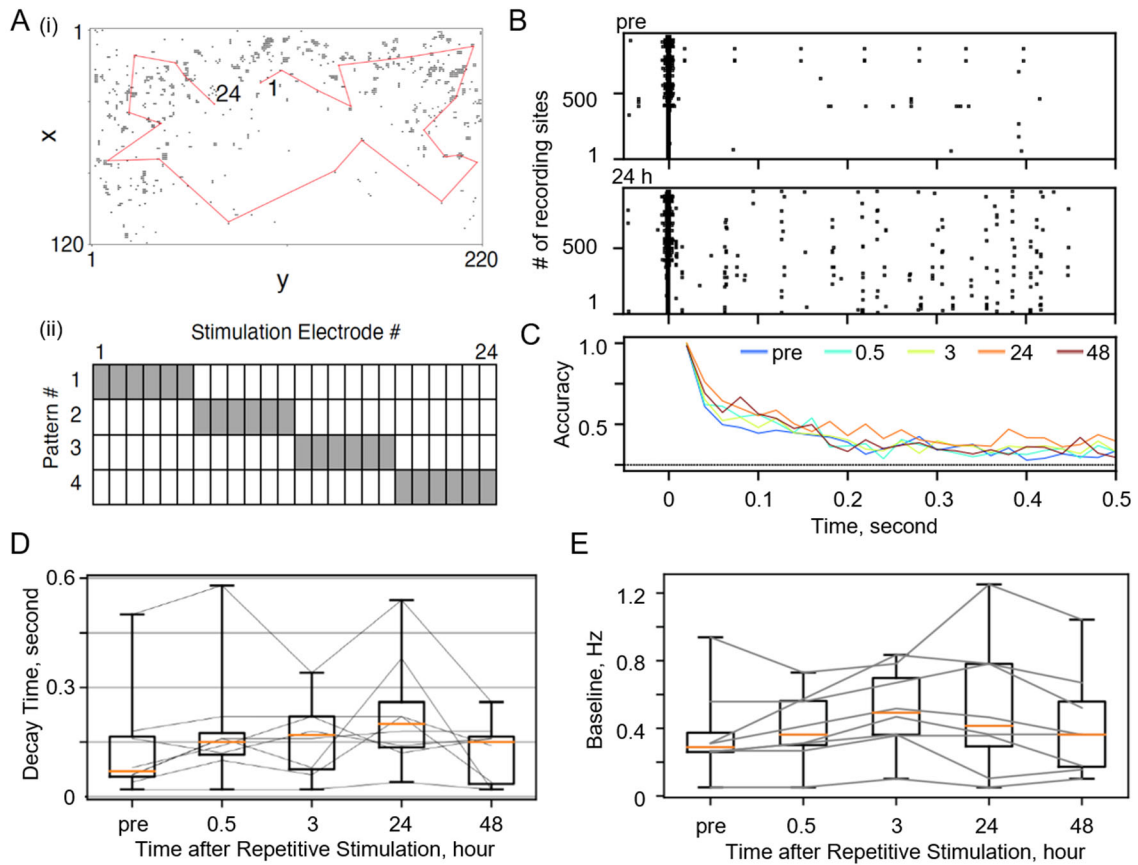 A
(i)
1
x
120
1
y
220
24
1
(ii)
Stimulation Electrode #
1
24
Pattern #
1
2
3
4
B
pre
500
1
24 h
500
1
# of recording sites
C
1.0
0.5
Accuracy
pre
0.5
3
24
48
0
0.1
0.2
0.3
0.4
0.5
Time, second
D
0.6
0.3
0
Decay Time, second
pre
0.5
3
24
48
Time after Repetitive Stimulation, hour
E
1.2
0.8
0.4
0
Baseline, Hz
pre
0.5
3
24
48
Time after Repetitive Stimulation, hour